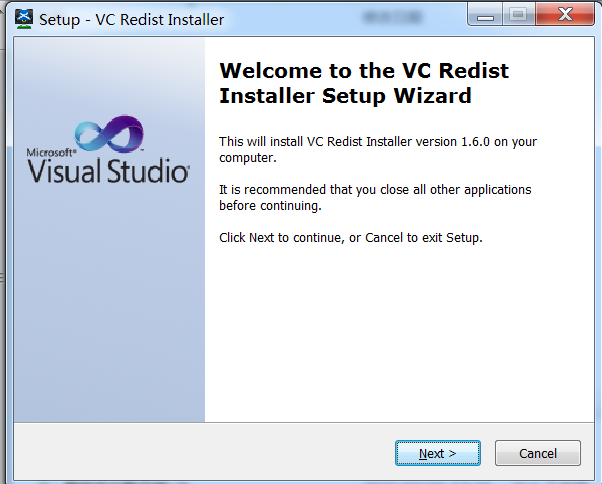 Setup - VC Redist Installer
Welcome to the VC Redist
Installer Setup Wizard
This will install VC Redist Installer version 1.6.0 on your
computer.
It is recommended that you close all other applications
before continuing.
Click Next to continue, or Cancel to exit Setup.
Microsoft®
Visual Studio®
Next >
Cancel